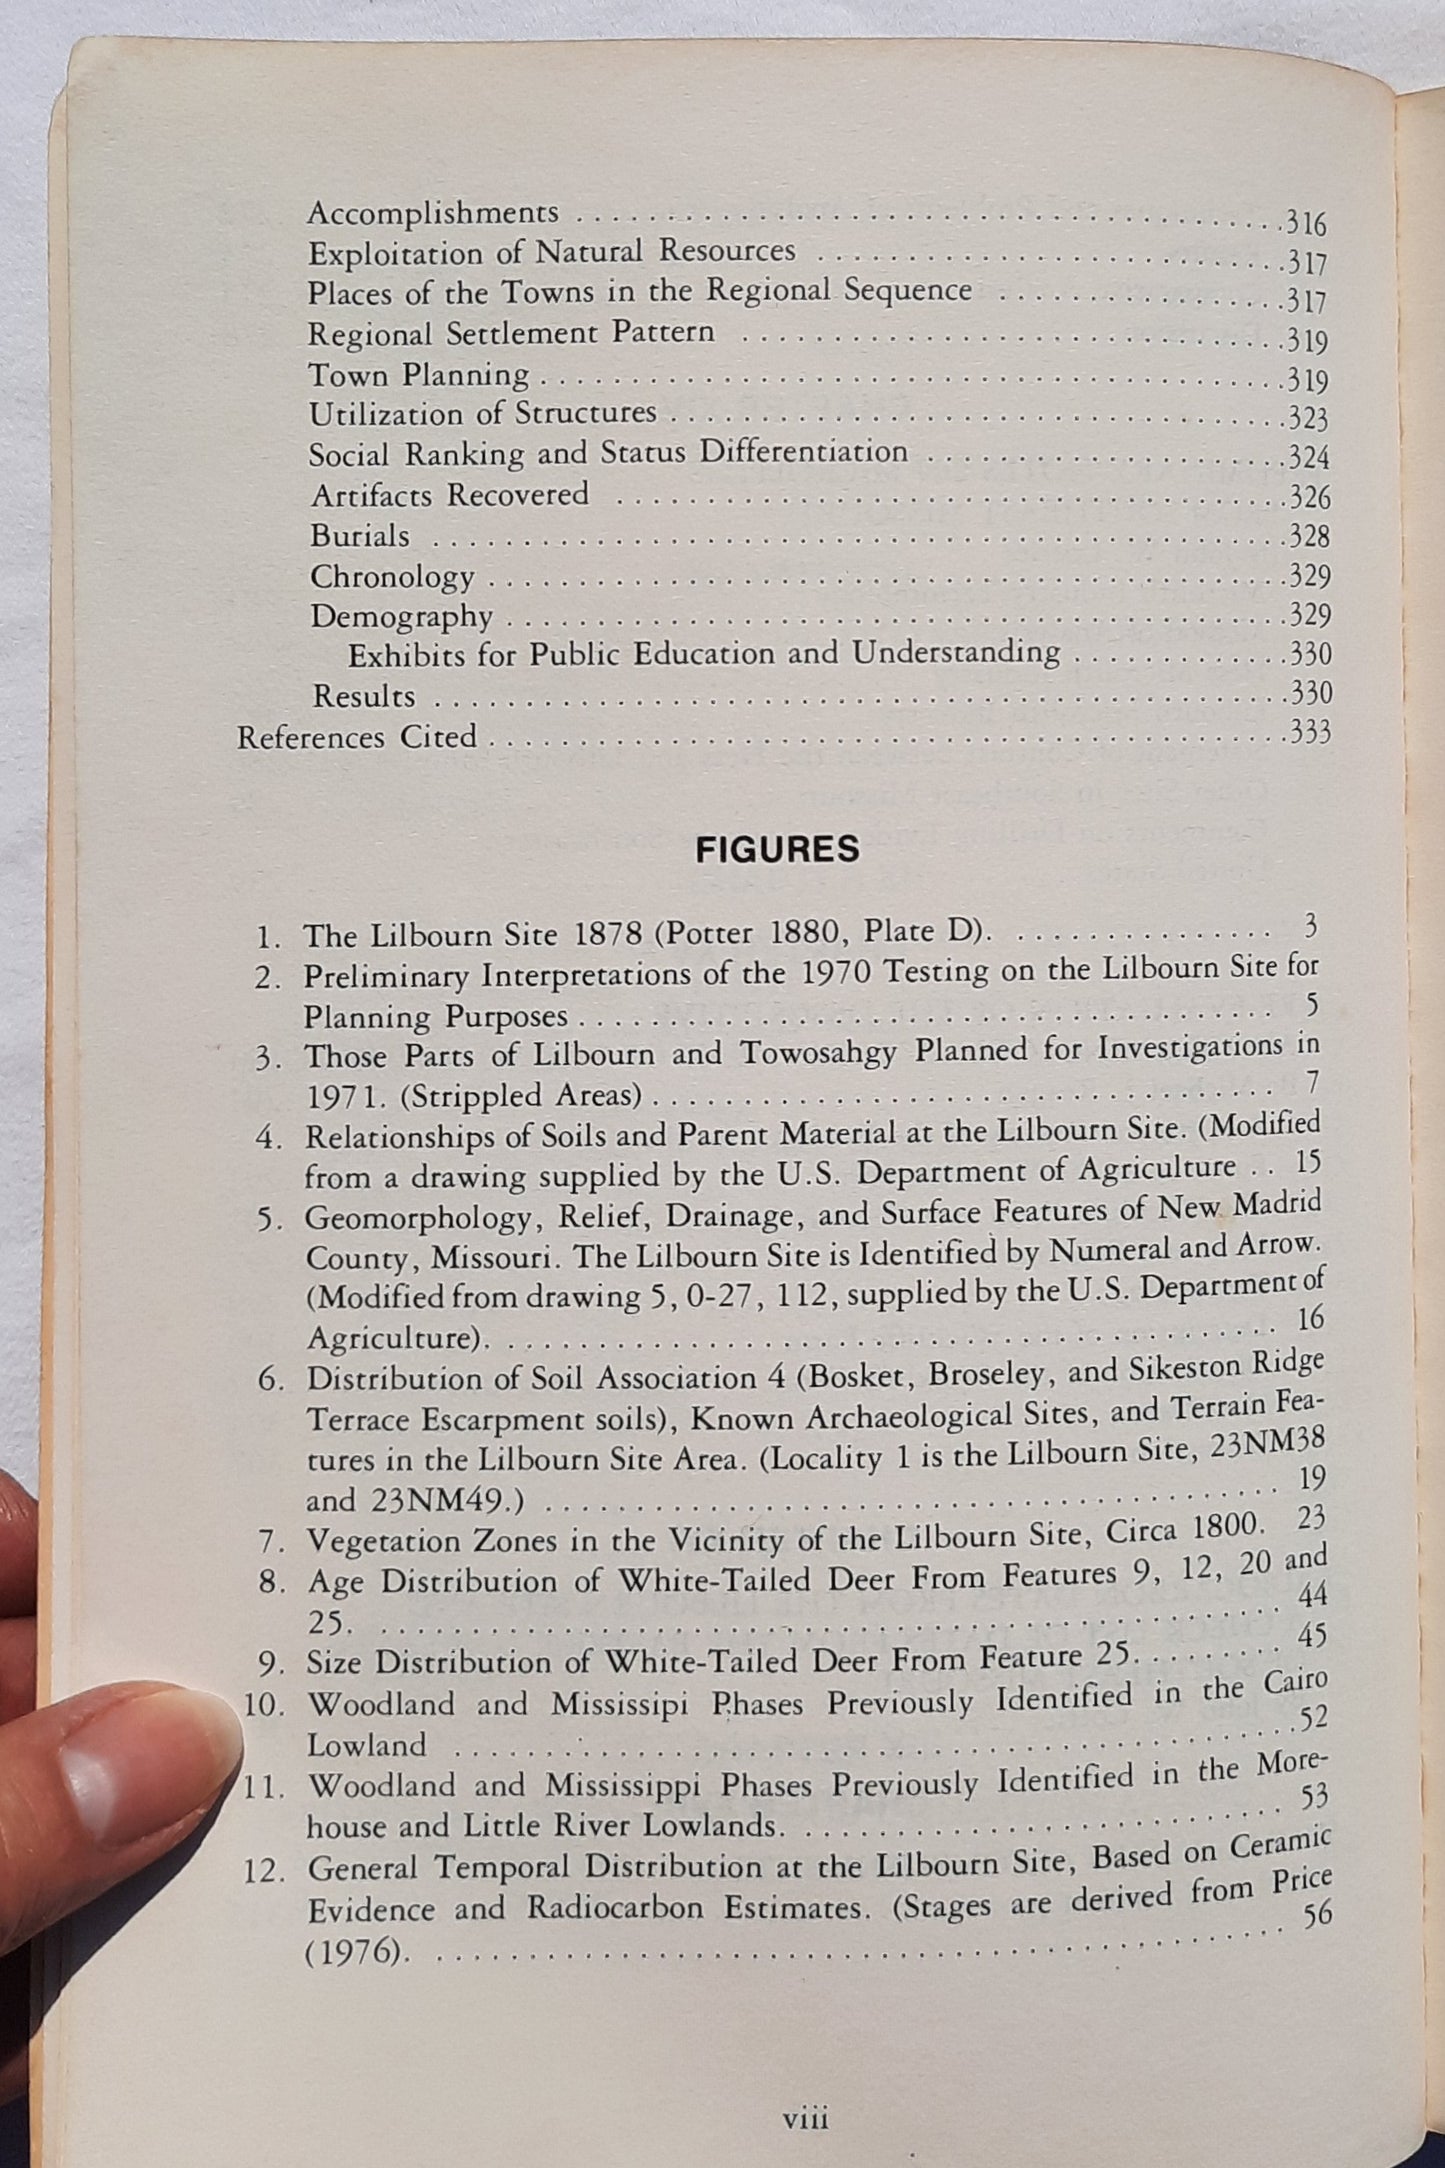 Accomplishments . . . . . . . . . . . . . . . . . . . . . . . . . . . . . . . . . . . . . . .316
Exploitation of Natural Resources . . . . . . . . . . . . . . . . . . . . . . . . . .317
Places of the Towns in the Regional Sequence . . . . . . . . . . . . . . . .317
Regional Settlement Pattern . . . . . . . . . . . . . . . . . . . . . . . . . . . . . .319
Town Planning . . . . . . . . . . . . . . . . . . . . . . . . . . . . . . . . . . . . . . . . .319
Utilization of Structures . . . . . . . . . . . . . . . . . . . . . . . . . . . . . . . . . .323
Social Ranking and Status Differentiation . . . . . . . . . . . . . . . . . . . .324
Artifacts Recovered . . . . . . . . . . . . . . . . . . . . . . . . . . . . . . . . . . . . .326
Burials . . . . . . . . . . . . . . . . . . . . . . . . . . . . . . . . . . . . . . . . . . . . . . .328
Chronology . . . . . . . . . . . . . . . . . . . . . . . . . . . . . . . . . . . . . . . . . . . .329
Demography . . . . . . . . . . . . . . . . . . . . . . . . . . . . . . . . . . . . . . . . . . .329
Exhibits for Public Education and Understanding . . . . . . . . . . . .330
Results . . . . . . . . . . . . . . . . . . . . . . . . . . . . . . . . . . . . . . . . . . . . . . .330
References Cited . . . . . . . . . . . . . . . . . . . . . . . . . . . . . . . . . . . . . . . . . . . .333
FIGURES
1. The Lilbourn Site 1878 (Potter 1880, Plate D). . . . . . . . . . . . . . . . 3
2. Preliminary Interpretations of the 1970 Testing on the Lilbourn Site for
Planning Purposes . . . . . . . . . . . . . . . . . . . . . . . . . . . . . . . . . . . . . . . 5
3. Those Parts of Lilbourn and Towosahgy Planned for Investigations in
1971. (Strippled Areas) . . . . . . . . . . . . . . . . . . . . . . . . . . . . . . . . . . . 7
4. Relationships of Soils and Parent Material at the Lilbourn Site. (Modified
from a drawing supplied by the U.S. Department of Agriculture . . 15
5. Geomorphology, Relief, Drainage, and Surface Features of New Madrid
County, Missouri. The Lilbourn Site is Identified by Numeral and Arrow.
(Modified from drawing 5, 0-27, 112, supplied by the U.S. Department of
Agriculture). . . . . . . . . . . . . . . . . . . . . . . . . . . . . . . . . . . . . . . . . . . . 16
6. Distribution of Soil Association 4 (Bosket, Broseley, and Sikeston Ridge
Terrace Escarpment soils), Known Archaeological Sites, and Terrain Fea-
tures in the Lilbourn Site Area. (Locality 1 is the Lilbourn Site, 23NM38
and 23NM49.) . . . . . . . . . . . . . . . . . . . . . . . . . . . . . . . . . . . . . . . . . 19
7. Vegetation Zones in the Vicinity of the Lilbourn Site, Circa 1800. 23
8. Age Distribution of White-Tailed Deer From Features 9, 12, 20 and
25. . . . . . . . . . . . . . . . . . . . . . . . . . . . . . . . . . . . . . . . . . . . . . . . . . . . 44
9. Size Distribution of White-Tailed Deer From Feature 25. . . . . . . . . 45
10. Woodland and Mississipi Phases Previously Identified in the Cairo
Lowland . . . . . . . . . . . . . . . . . . . . . . . . . . . . . . . . . . . . . . . . . . . . . . .52
11. Woodland and Mississippi Phases Previously Identified in the More-
house and Little River Lowlands. . . . . . . . . . . . . . . . . . . . . . . . . . . . 53
12. General Temporal Distribution at the Lilbourn Site, Based on Ceramic
Evidence and Radiocarbon Estimates. (Stages are derived from Price
(1976). . . . . . . . . . . . . . . . . . . . . . . . . . . . . . . . . . . . . . . . . . . . . . . . . 56
viii